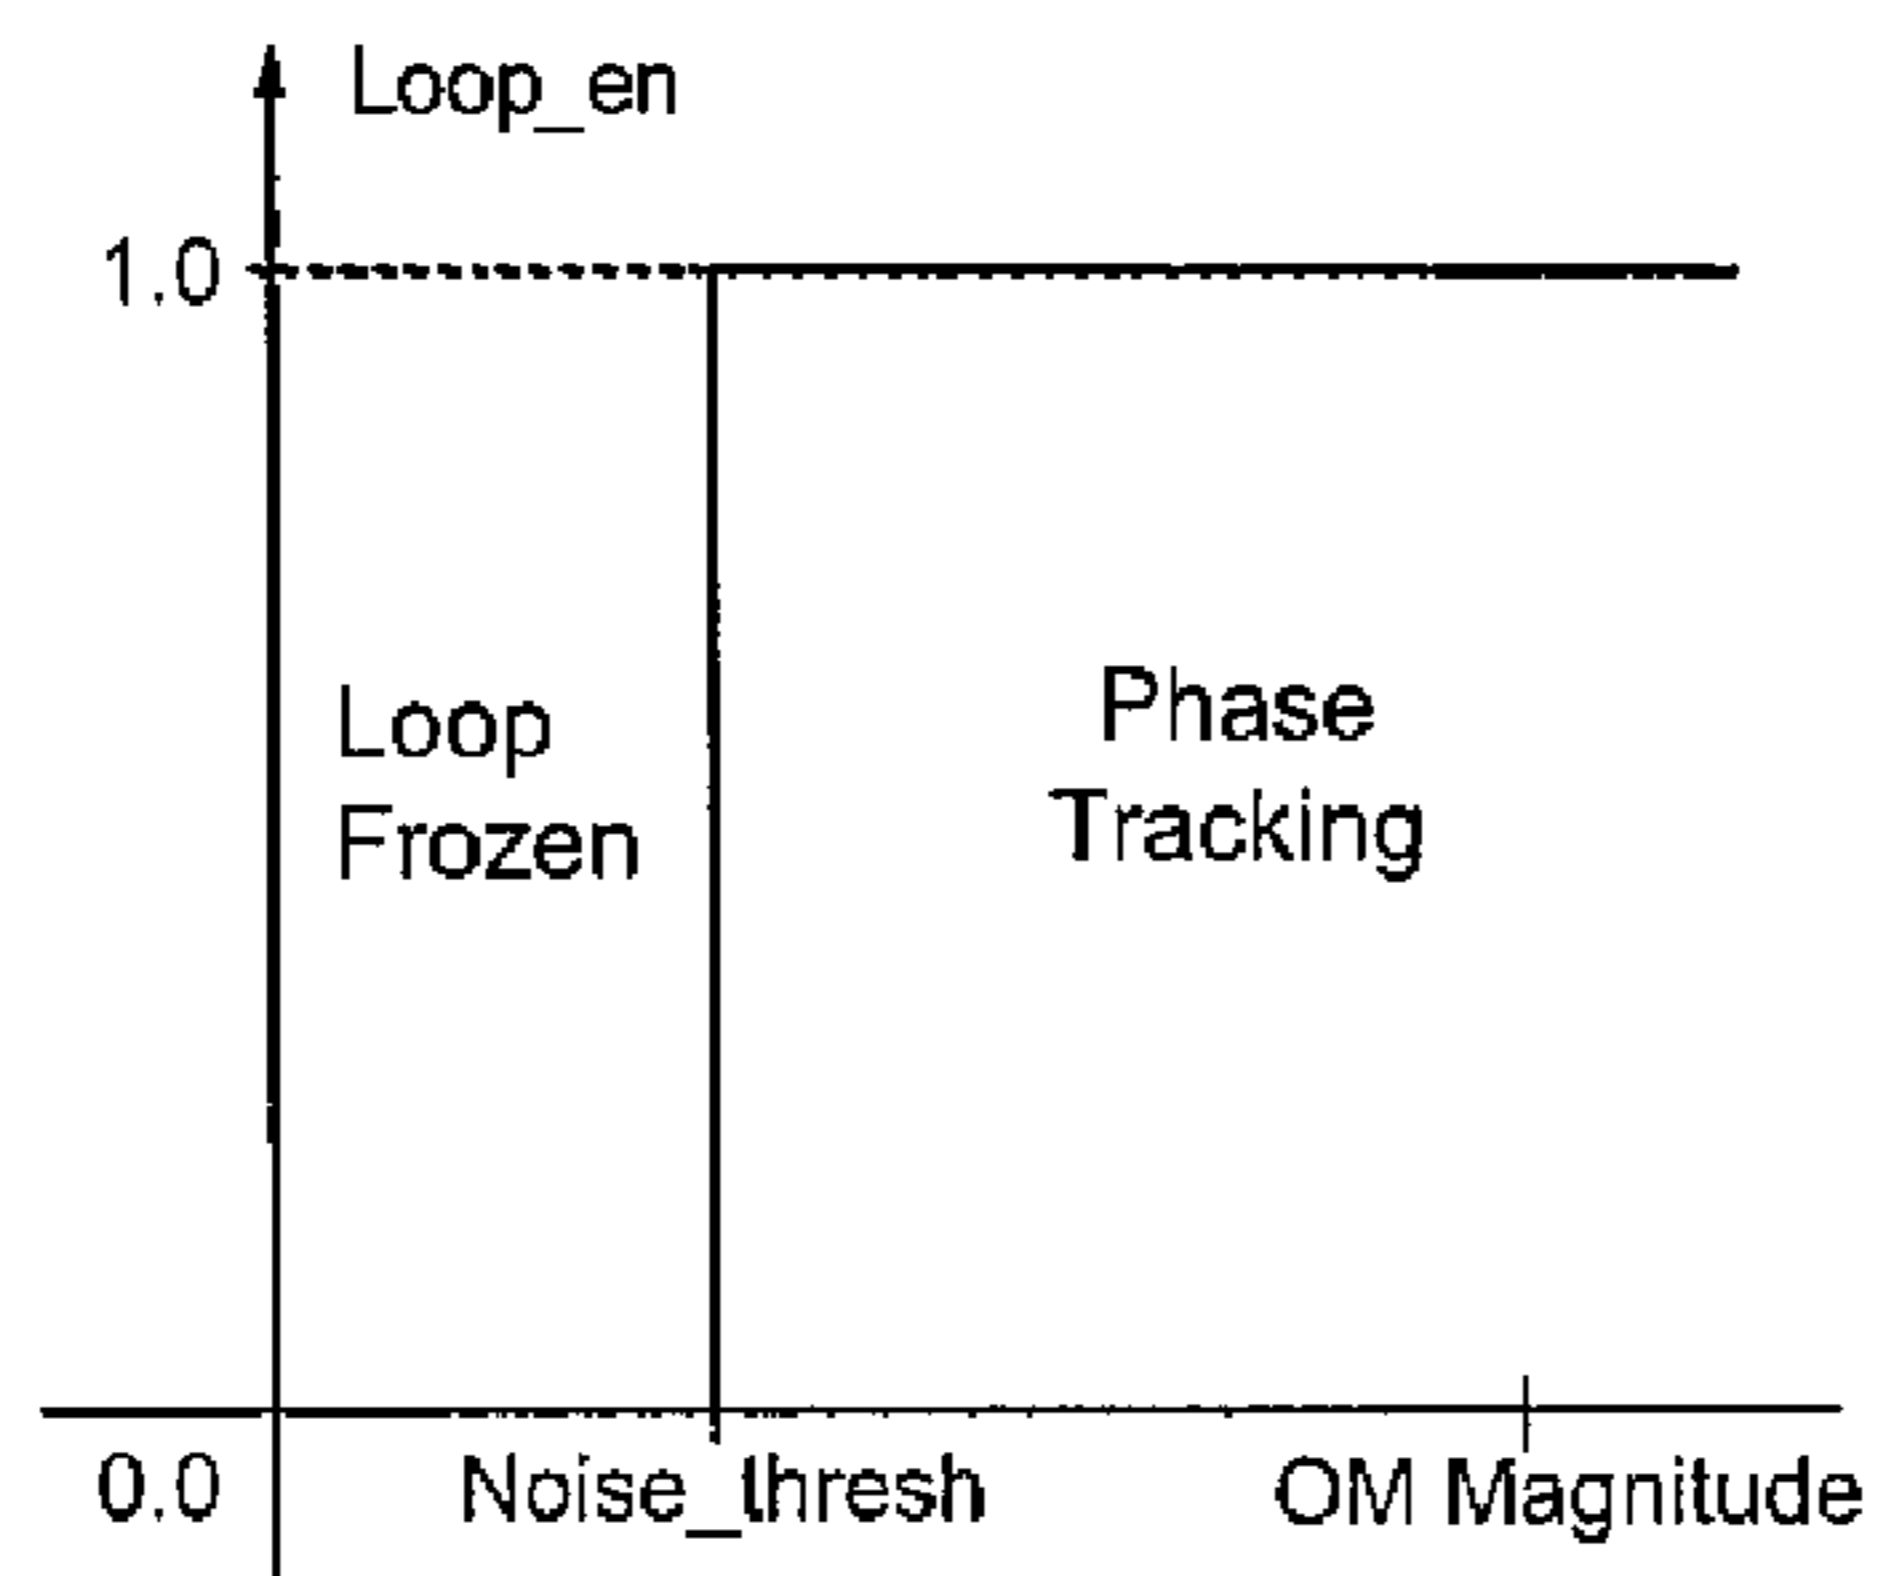 Loop_en
1.0
Loop
Frozen
Phase
Tracking
0.0
Noise_thresh
OM Magnitude